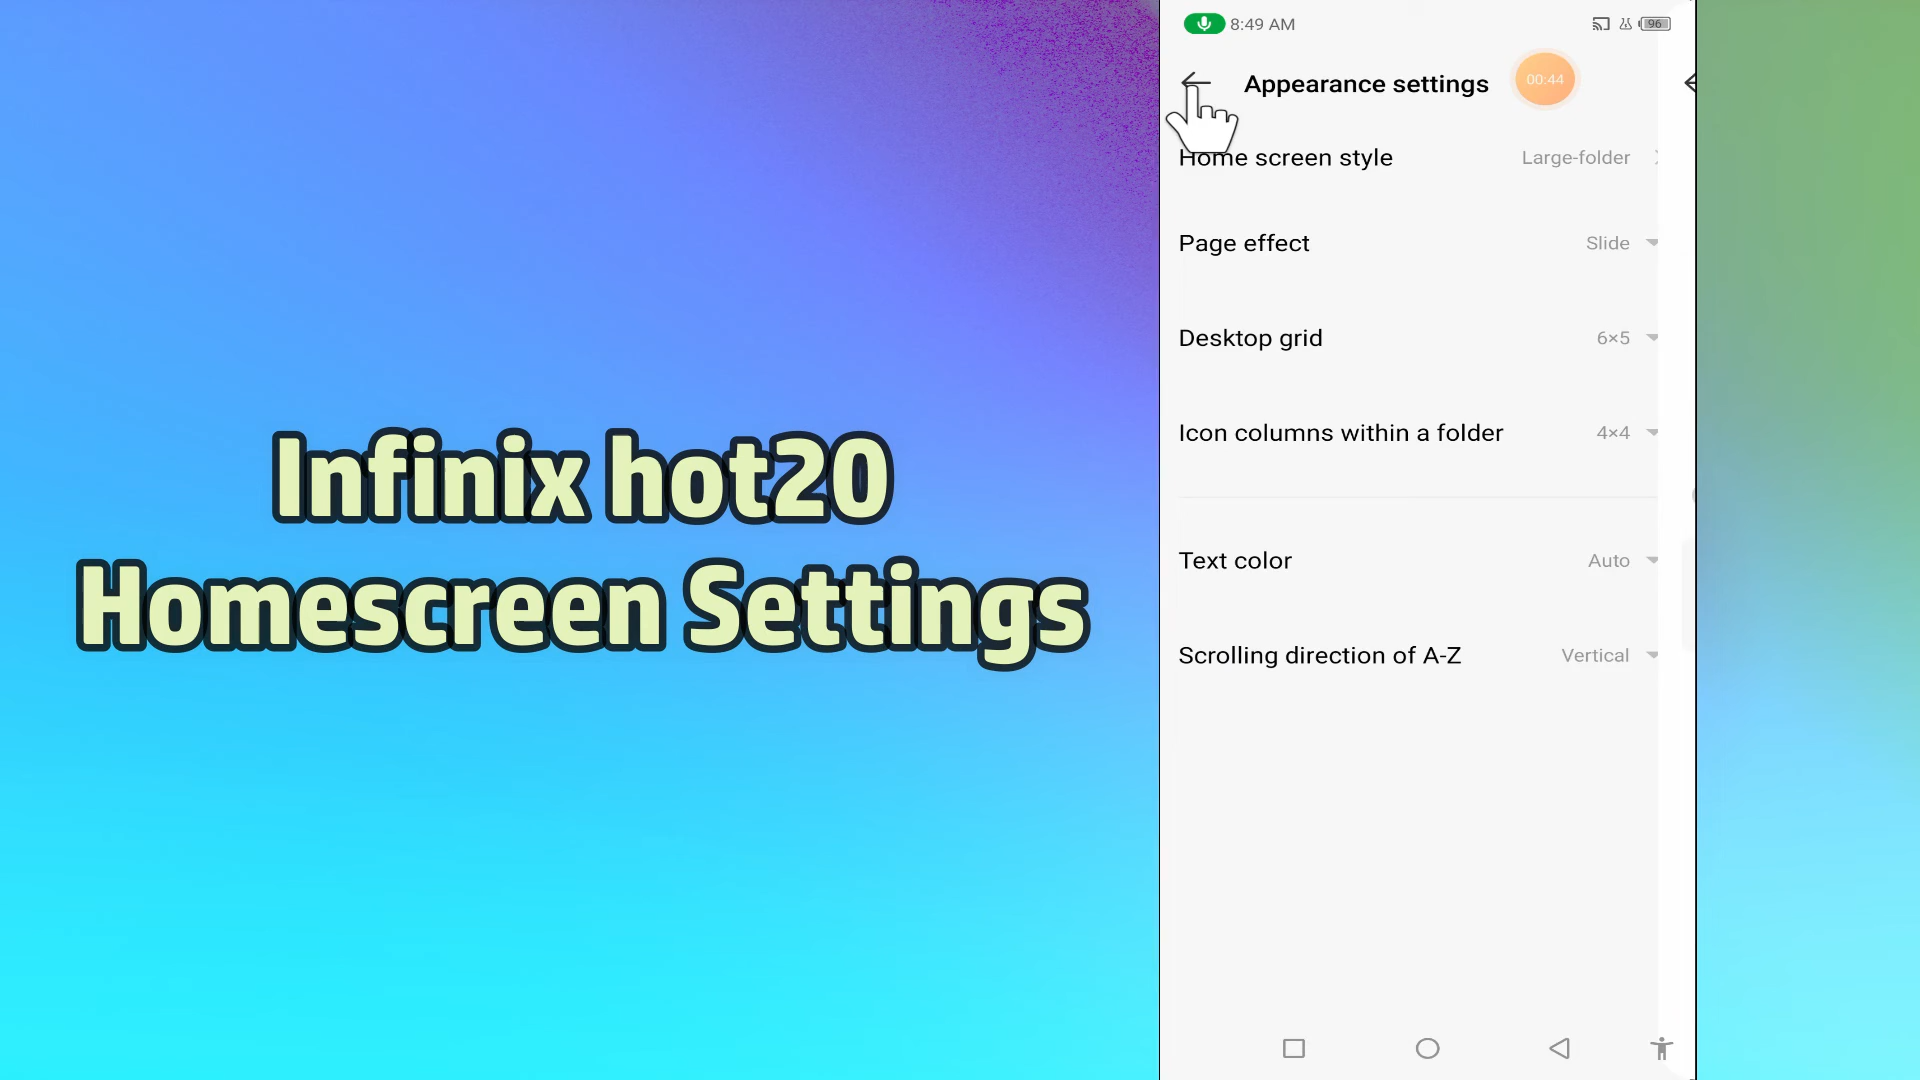 8:49 AM
96
Appearance settings
00:44
Home screen style
Large-folder
Page effect
Slide
Desktop grid
6×5
Icon columns within a folder
4×4
Text color
Auto
Scrolling direction of A-Z
Vertical
Infinix hot20
Homescreen Settings